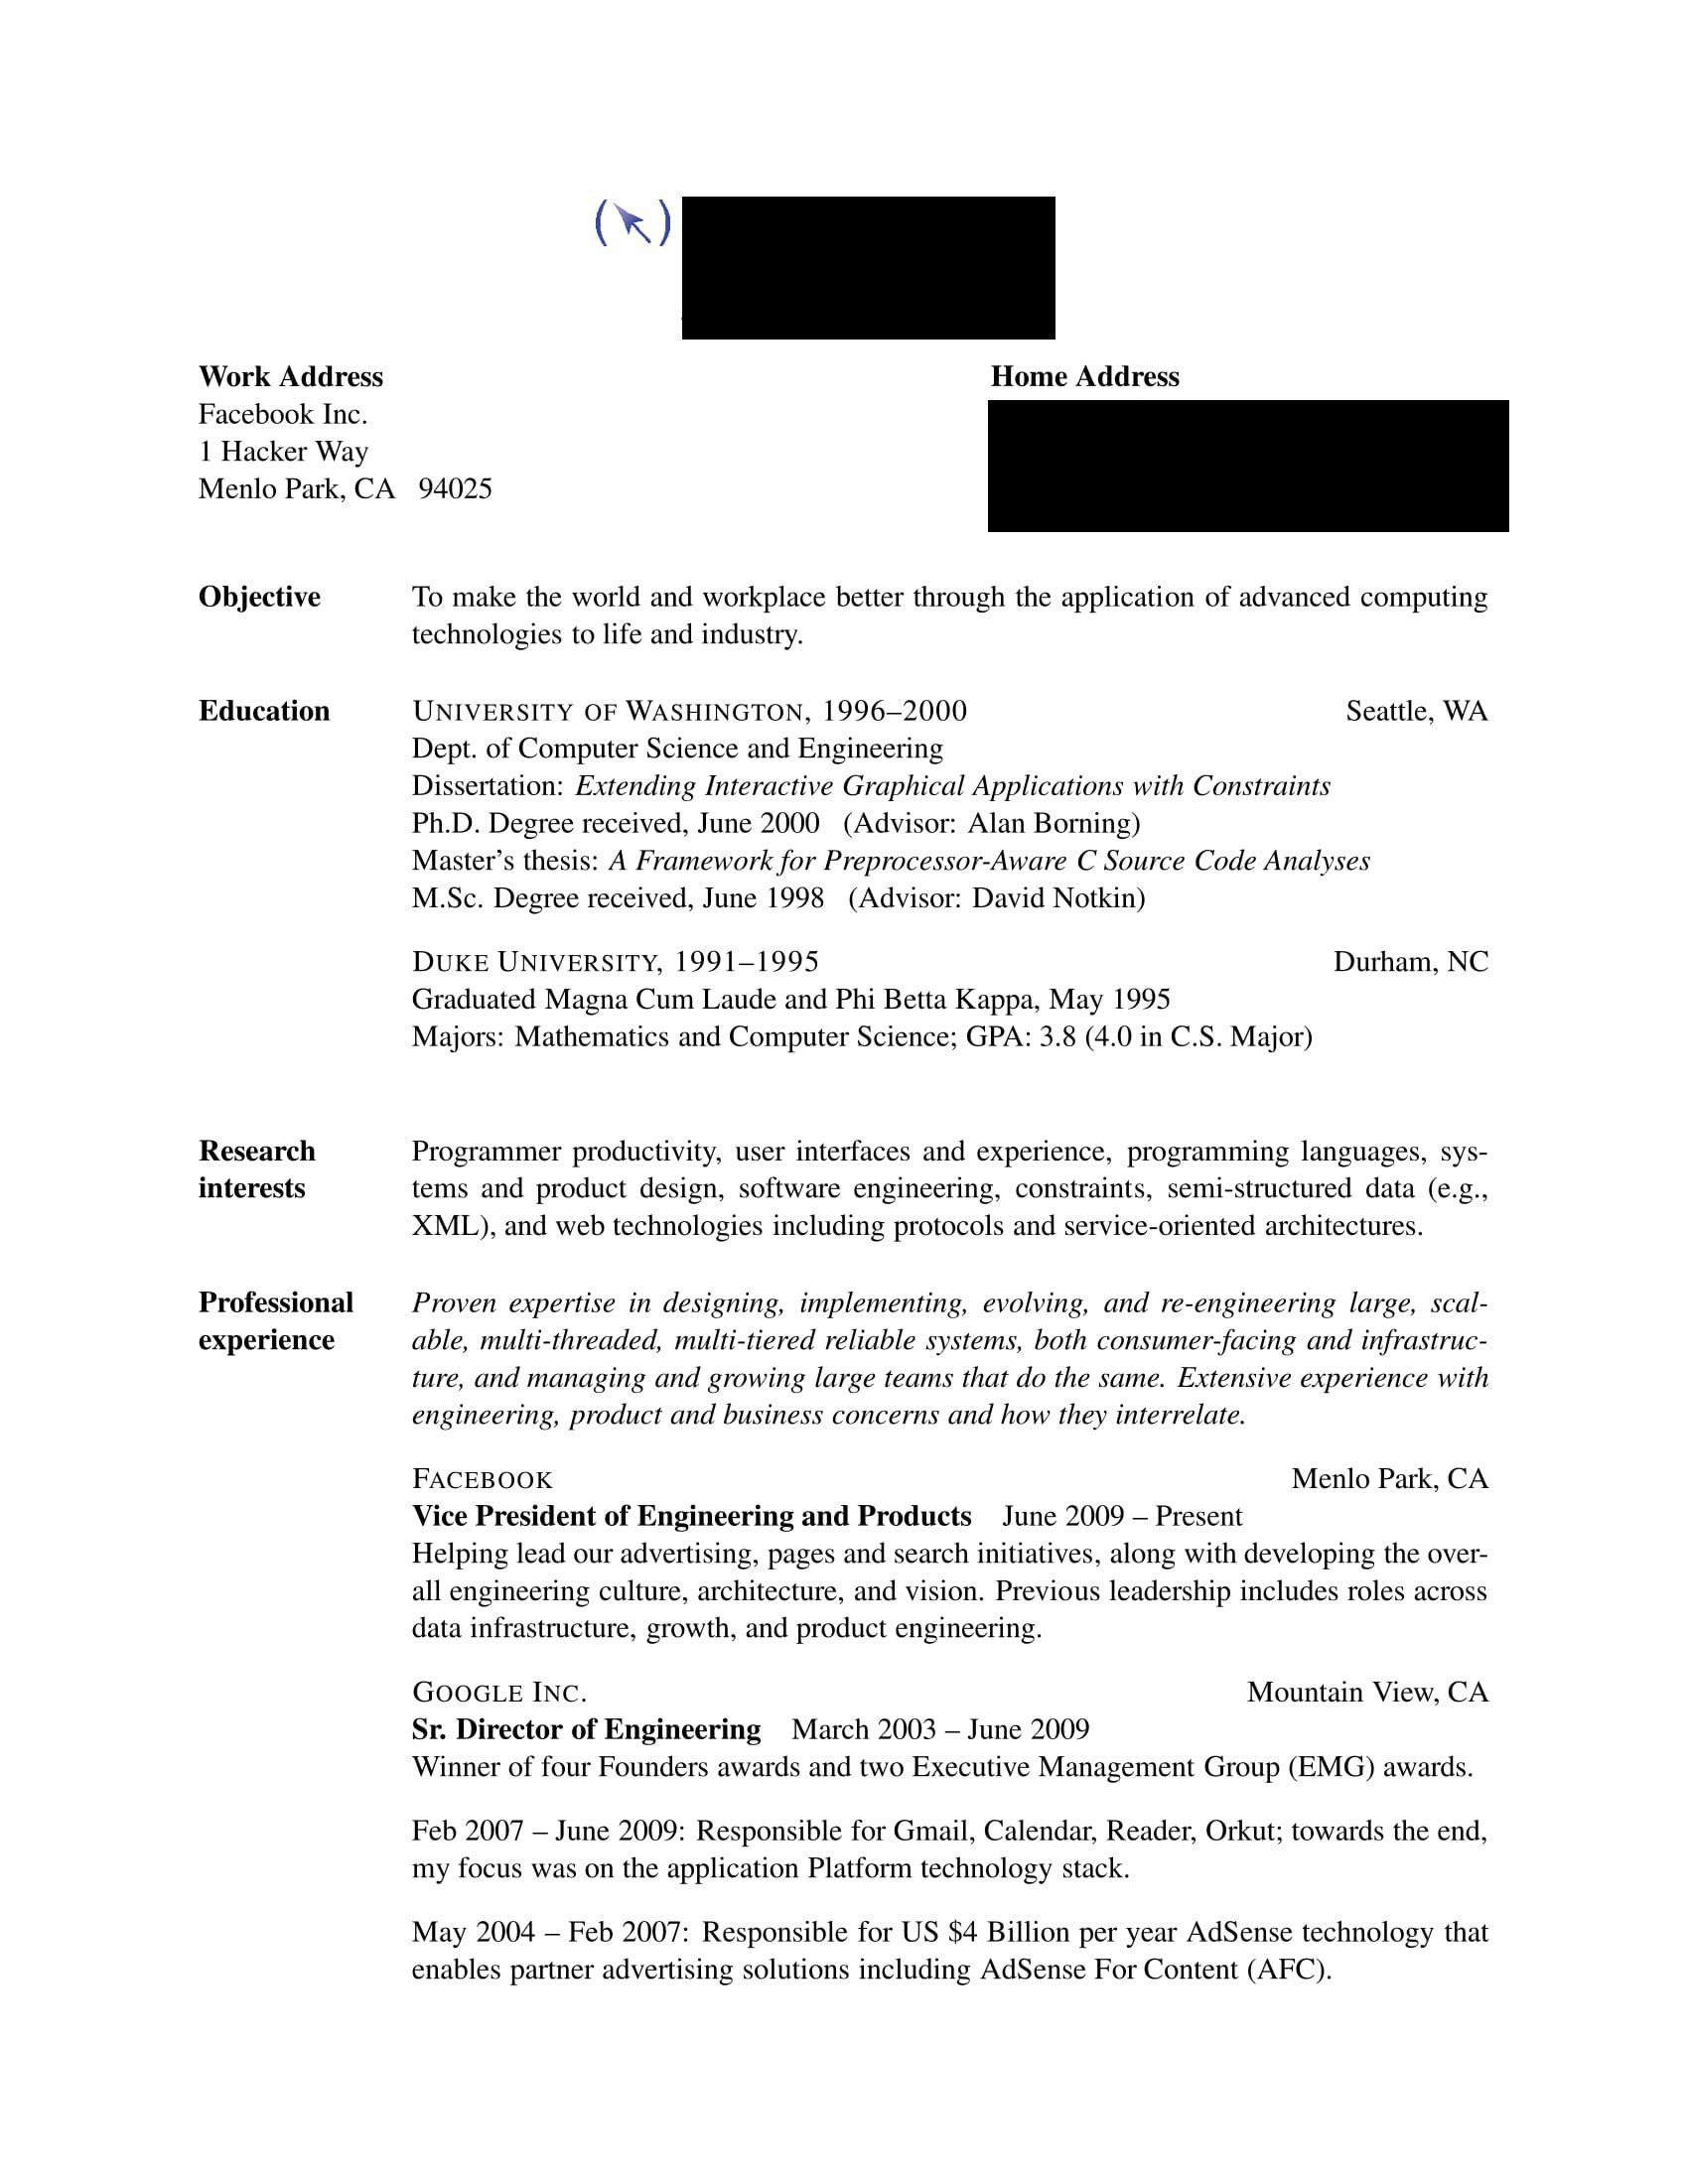 Work Address
Facebook Inc.
1 Hacker Way
Menlo Park, CA 94025
Home Address
Objective
To make the world and workplace better through the application of advanced computing
technologies to life and industry.
Education
UNIVERSITY OF WASHINGTON, 1996–2000 Seattle, WA
Dept. of Computer Science and Engineering
Dissertation: Extending Interactive Graphical Applications with Constraints
Ph.D. Degree received, June 2000 (Advisor: Alan Borning)
Master's thesis: A Framework for Preprocessor-Aware C Source Code Analyses
M.Sc. Degree received, June 1998 (Advisor: David Notkin)
DUKE UNIVERSITY, 1991–1995 Durham, NC
Graduated Magna Cum Laude and Phi Betta Kappa, May 1995
Majors: Mathematics and Computer Science; GPA: 3.8 (4.0 in C.S. Major)
Research
interests
Programmer productivity, user interfaces and experience, programming languages, sys-
tems and product design, software engineering, constraints, semi-structured data (e.g.,
XML), and web technologies including protocols and service-oriented architectures.
Professional
experience
Proven expertise in designing, implementing, evolving, and re-engineering large, scal-
able, multi-threaded, multi-tiered reliable systems, both consumer-facing and infrastruc-
ture, and managing and growing large teams that do the same. Extensive experience with
engineering, product and business concerns and how they interrelate.
FACEBOOK Menlo Park, CA
Vice President of Engineering and Products June 2009 – Present
Helping lead our advertising, pages and search initiatives, along with developing the over-
all engineering culture, architecture, and vision. Previous leadership includes roles across
data infrastructure, growth, and product engineering.
GOOGLE INC. Mountain View, CA
Sr. Director of Engineering March 2003 – June 2009
Winner of four Founders awards and two Executive Management Group (EMG) awards.
Feb 2007 – June 2009: Responsible for Gmail, Calendar, Reader, Orkut; towards the end,
my focus was on the application Platform technology stack.
May 2004 – Feb 2007: Responsible for US $4 Billion per year AdSense technology that
enables partner advertising solutions including AdSense For Content (AFC).